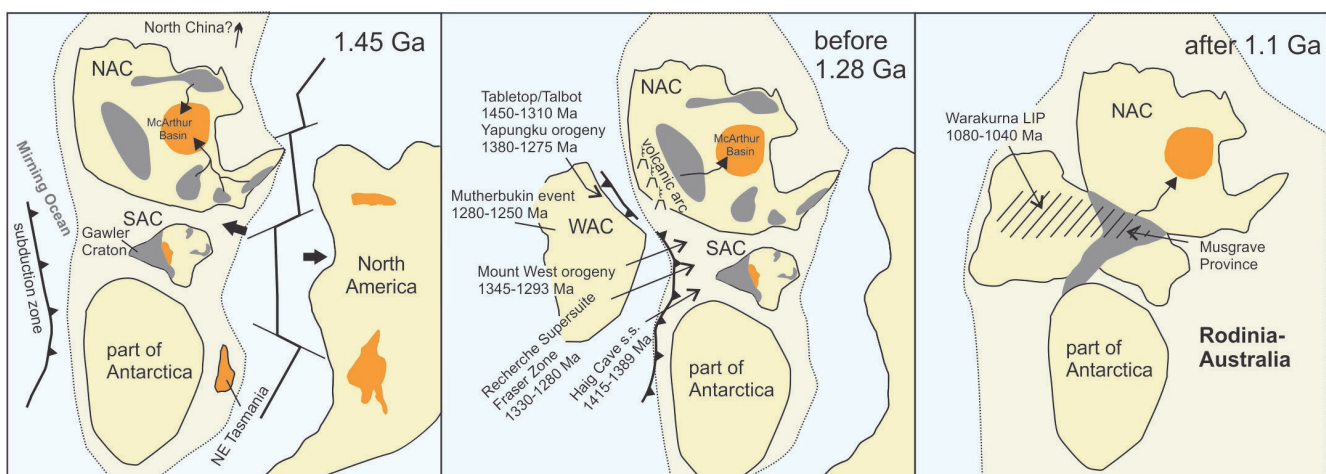 North China?
1.45 Ga
NAC
McArthur
Basin
Mirning Ocean
subduction zone
SAC
Gawler
Craton
North
America
part of
Antarctica
NE Tasmania
before
1.28 Ga
NAC
Tabletop/Talbot
1450-1310 Ma
Yapungku orogeny
1380-1275 Ma
McArthur
Basin
volcanic arc
Mutherbukin event
1280-1250 Ma
WAC
SAC
Mount West orogeny
1345-1293 Ma
Recherche Supersuite
Fraser Zone
1330-1280 Ma
Haig Cave s.s.
1415-1389 Ma.
part of
Antarctica
after 1.1 Ga
NAC
Warakurna LIP
1080-1040 Ma
Musgrave
Province
part of
Antarctica
Rodinia-
Australia